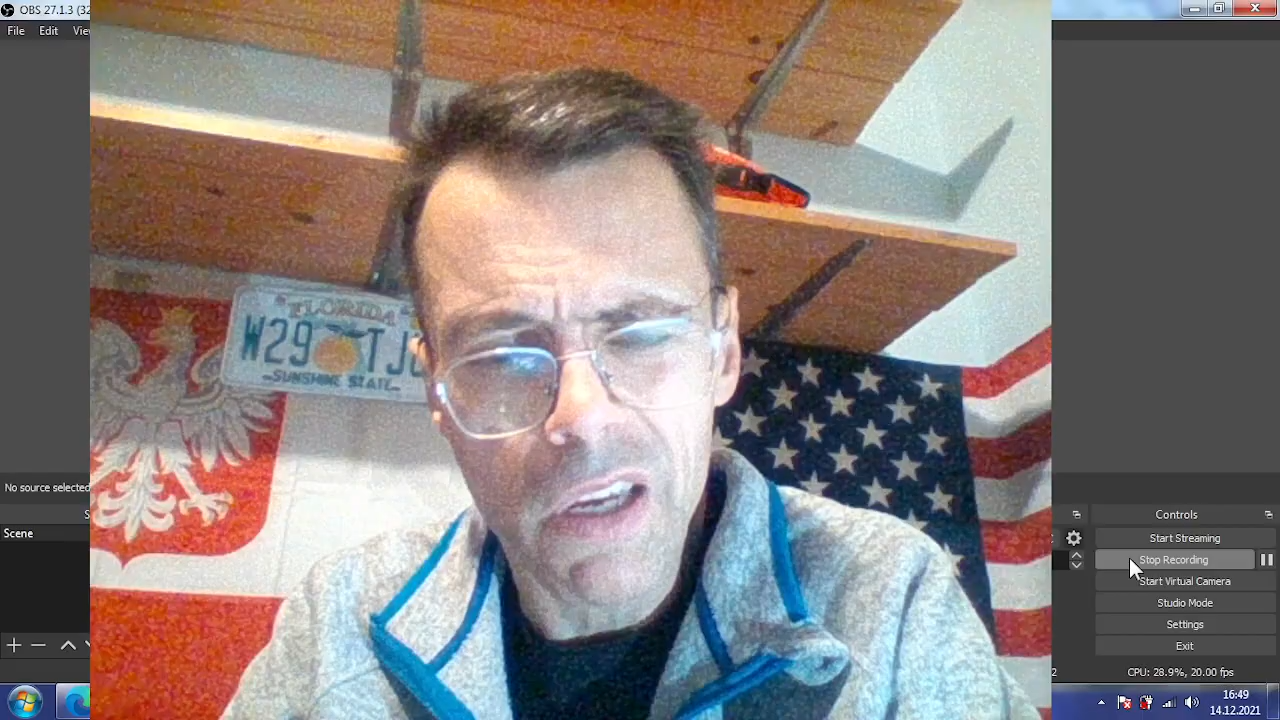 OBS 27.1.3 (32
File Edit Vie
FLORIDA
W29 TJ
SUNSHINE STATE
No source selected
Scene
Controls
Start Streaming
Stop Recording
Start Virtual Camera
Studio Mode
Settings
Exit
CPU: 28.9%, 20.00 fps
16:49
14.12.2021